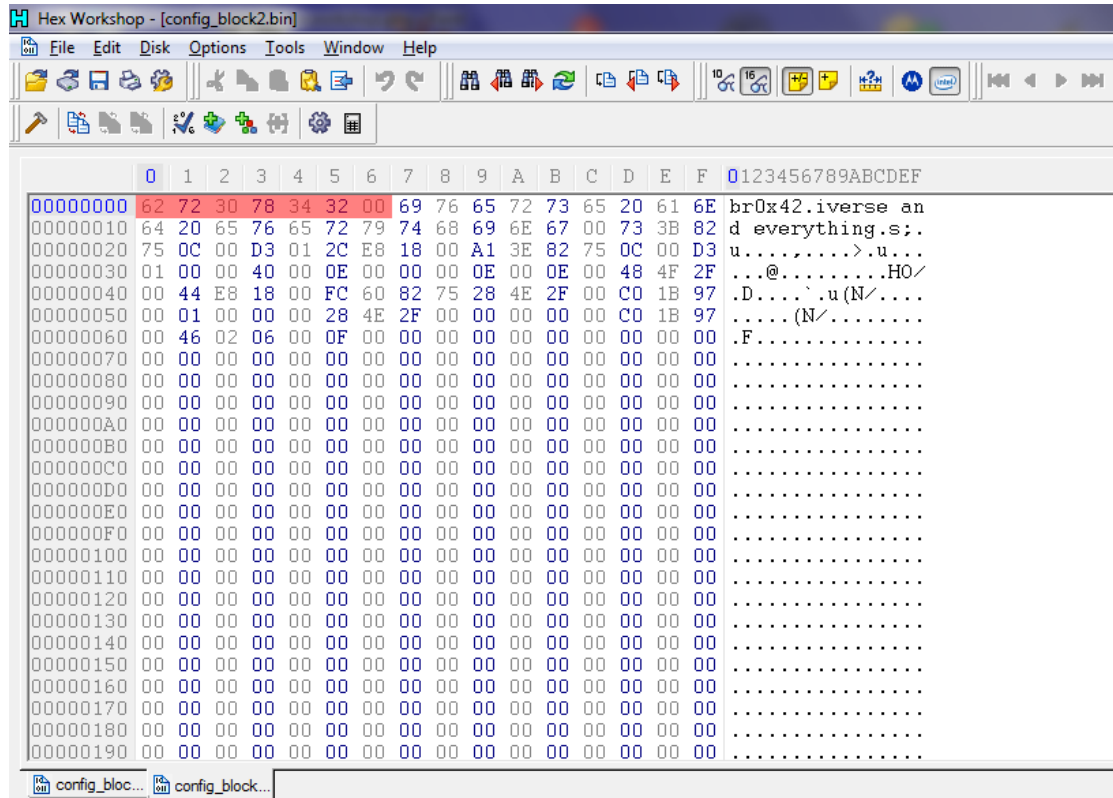 Hex Workshop - [config_block2.bin]
File Edit Disk Options Tools Window Help
0 1 2 3 4 5 6 7 8 9 A B C D E F 0123456789ABCDEF
00000000 62 72 30 78 34 32 00 69 76 65 72 73 65 20 61 6E br0x42.iverse an
00000010 64 20 65 76 65 72 79 74 68 69 6E 67 00 73 3B 82 d everything.s;.
00000020 75 0C 00 D3 01 2C E8 18 00 A1 3E 82 75 0C 00 D3 u....,....>.u...
00000030 01 00 00 40 00 0E 00 00 00 0E 00 0E 00 48 4F 2F ...@.........HO/
00000040 00 44 E8 18 00 FC 60 82 75 28 4E 2F 00 C0 1B 97 .D....`.u(N/....
00000050 00 01 00 00 00 28 4E 2F 00 00 00 00 00 C0 1B 97 .....(N/........
00000060 00 46 02 06 00 0F 00 00 00 00 00 00 00 00 00 00 .F..............
00000070 00 00 00 00 00 00 00 00 00 00 00 00 00 00 00 00 ................
00000080 00 00 00 00 00 00 00 00 00 00 00 00 00 00 00 00 ................
00000090 00 00 00 00 00 00 00 00 00 00 00 00 00 00 00 00 ................
000000A0 00 00 00 00 00 00 00 00 00 00 00 00 00 00 00 00 ................
000000B0 00 00 00 00 00 00 00 00 00 00 00 00 00 00 00 00 ................
000000C0 00 00 00 00 00 00 00 00 00 00 00 00 00 00 00 00 ................
000000D0 00 00 00 00 00 00 00 00 00 00 00 00 00 00 00 00 ................
000000E0 00 00 00 00 00 00 00 00 00 00 00 00 00 00 00 00 ................
000000F0 00 00 00 00 00 00 00 00 00 00 00 00 00 00 00 00 ................
00000100 00 00 00 00 00 00 00 00 00 00 00 00 00 00 00 00 ................
00000110 00 00 00 00 00 00 00 00 00 00 00 00 00 00 00 00 ................
00000120 00 00 00 00 00 00 00 00 00 00 00 00 00 00 00 00 ................
00000130 00 00 00 00 00 00 00 00 00 00 00 00 00 00 00 00 ................
00000140 00 00 00 00 00 00 00 00 00 00 00 00 00 00 00 00 ................
00000150 00 00 00 00 00 00 00 00 00 00 00 00 00 00 00 00 ................
00000160 00 00 00 00 00 00 00 00 00 00 00 00 00 00 00 00 ................
00000170 00 00 00 00 00 00 00 00 00 00 00 00 00 00 00 00 ................
00000180 00 00 00 00 00 00 00 00 00 00 00 00 00 00 00 00 ................
00000190 00 00 00 00 00 00 00 00 00 00 00 00 00 00 00 00 ................
config_bloc... config_block...